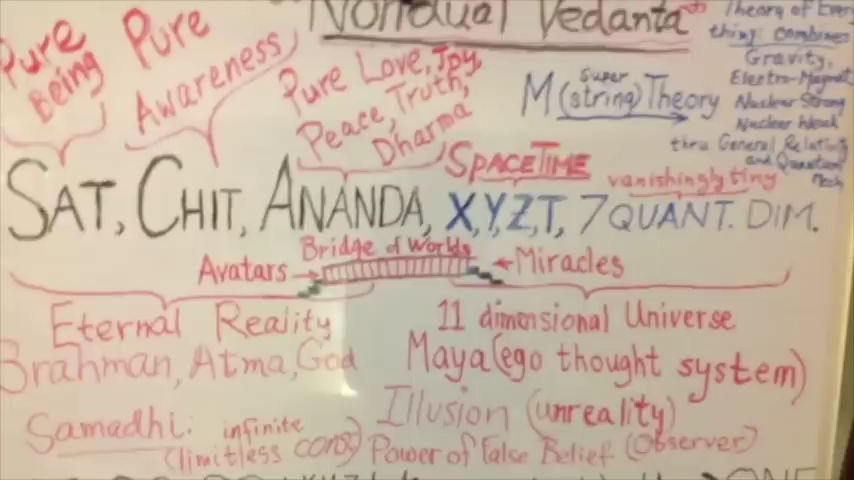 Nondual Vedanta
Pure
Being
Pure
Awareness
Pure Love, Joy,
Peace, Truth,
Dharma
M (string) Theory
Super
Theory of Every
thing: combines
Gravity,
Electro-Magnet
Nuclear Strong
Nuclear Weak
thru General Relativ
and Quantum
Mech
SPACETIME
vanishingly tiny
SAT, CHIT, ANANDA, X,Y,Z,T, 7 QUANT. DIM.
Bridge of Worlds
Avatars
Miracles
Eternal Reality
Brahman, Atma, God
Samadhi: infinite
(limitless cons)
11 dimensional Universe
Maya (ego thought system)
Illusion (unreality)
Power of False Belief (Observer)